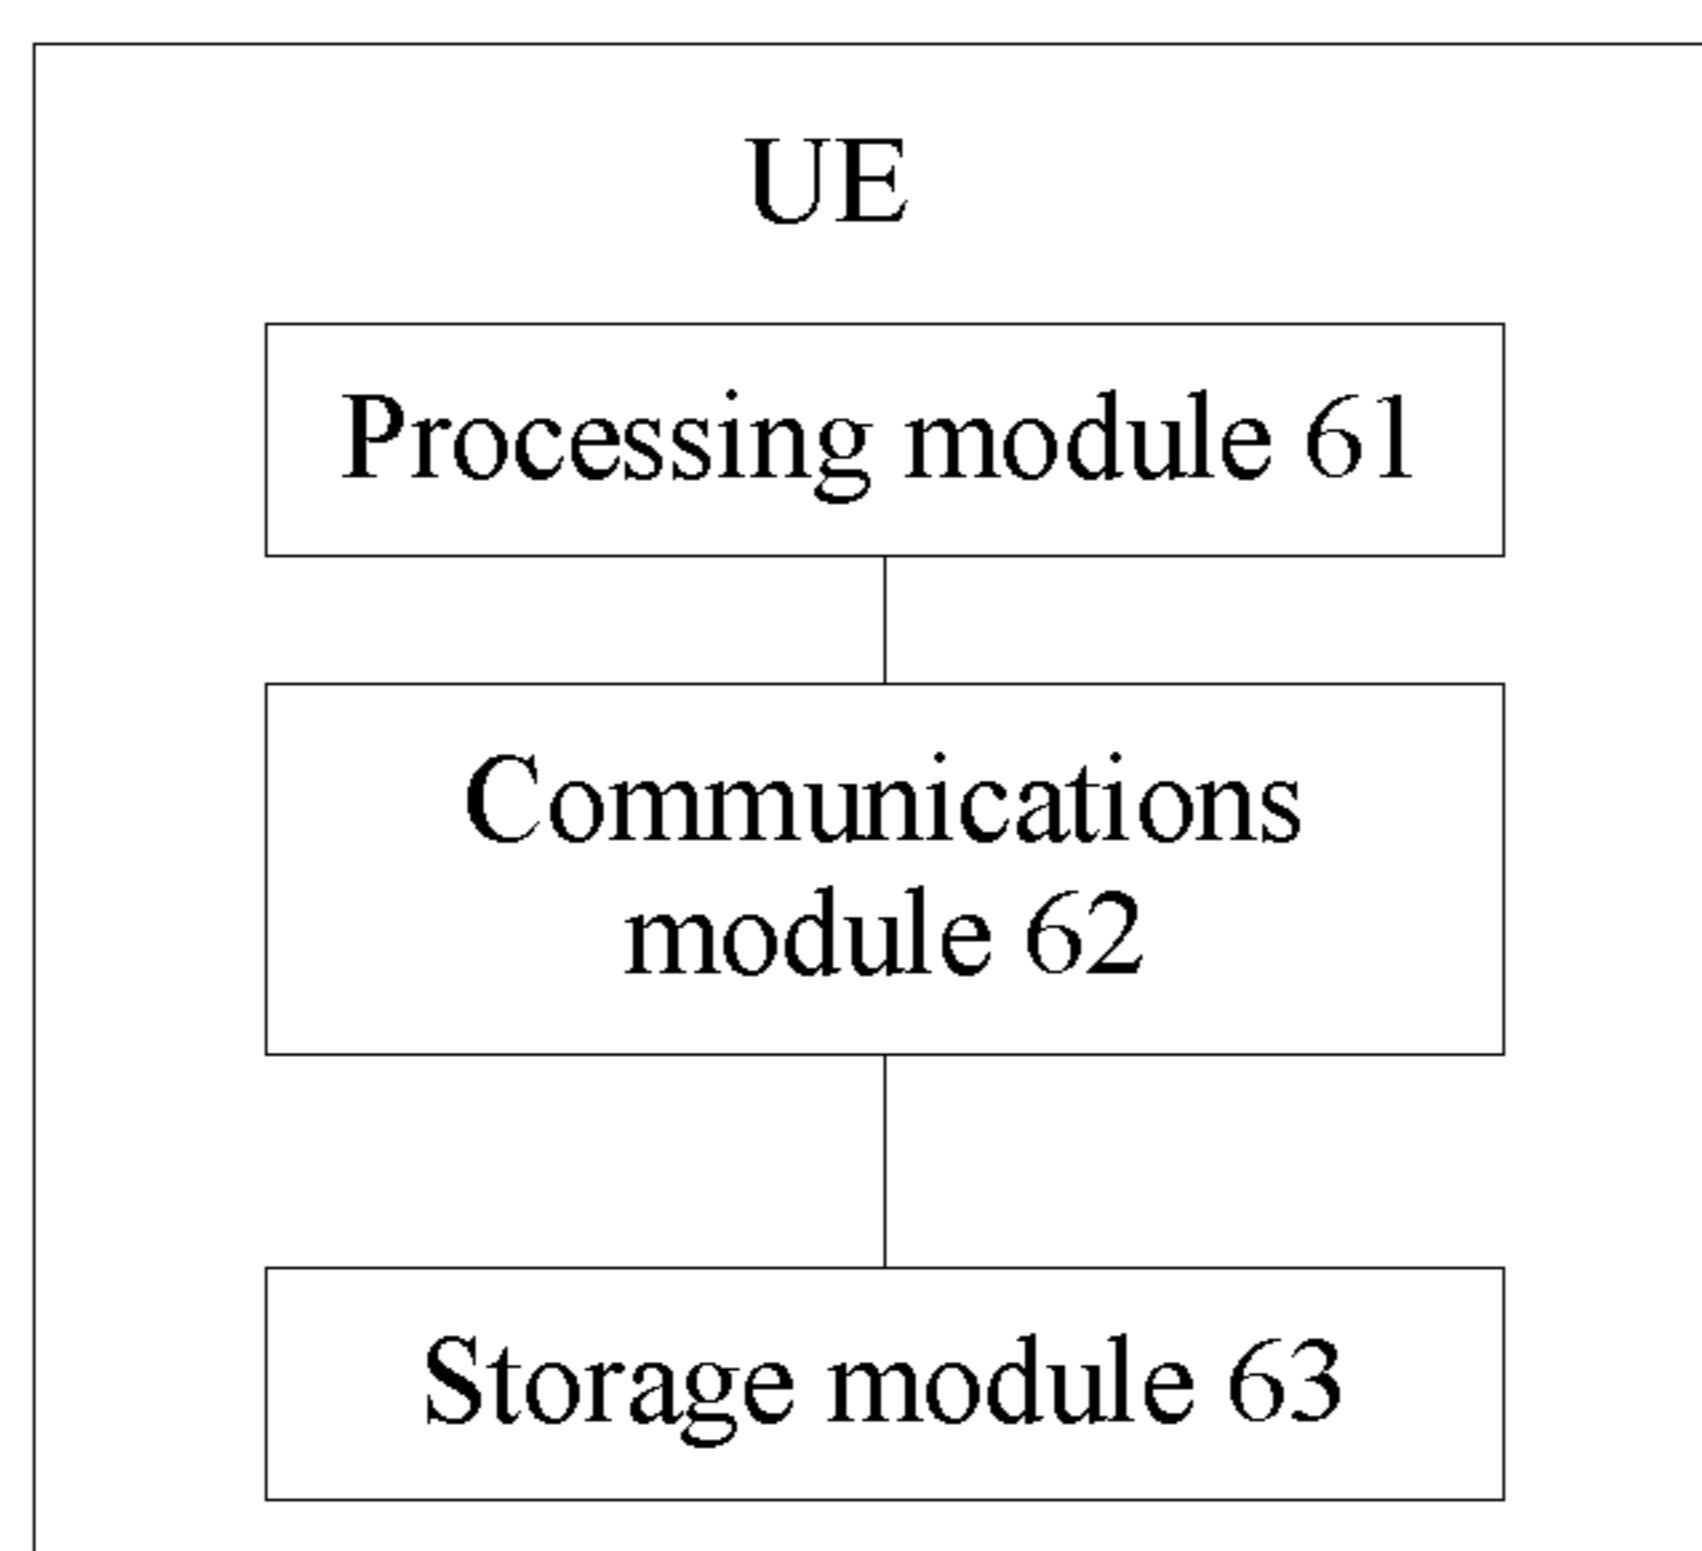 UE
Processing module 61
Communications
module 62
Storage module 63